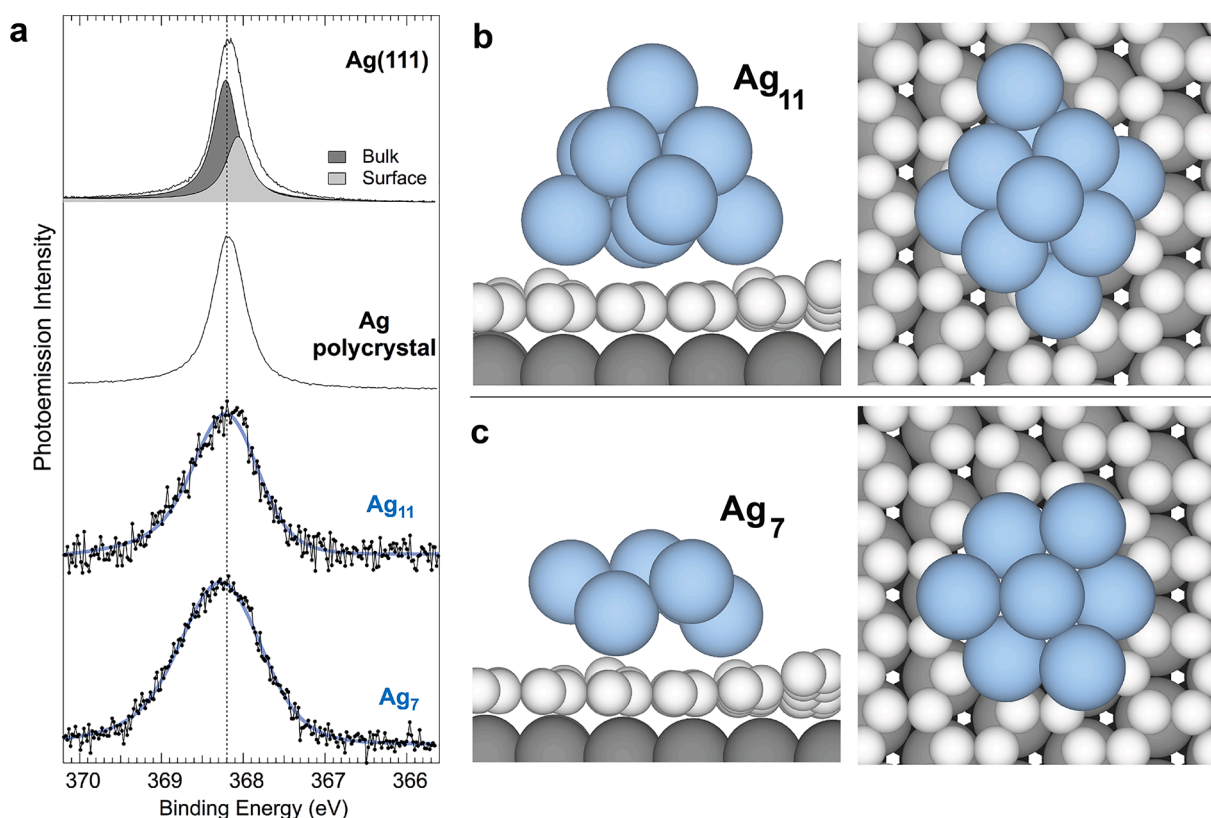 a
Ag(111)
Bulk
Surface
Ag
polycrystal
Ag11
Ag7
Photoemission Intensity
370 369 368 367 366
Binding Energy (eV)
b
Ag11
c
Ag7